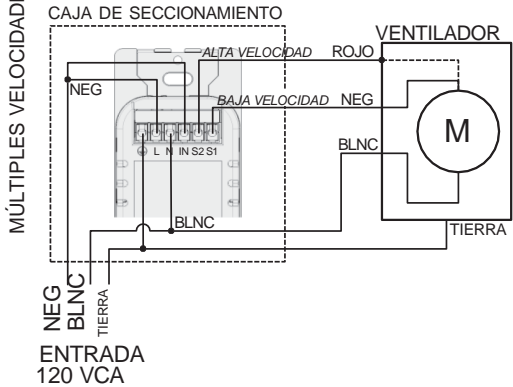 CAJA DE SECCIONAMIENTO
MÚLTIPLES VELOCIDADE
VENTILADOR
ALTA VELOCIDAD
ROJO
NEG
BAJA VELOCIDAD
NEG
M
L N IN S2 S1
BLNC
BLNC
TIERRA
NEG
BLNC
TIERRA
ENTRADA
120 VCA